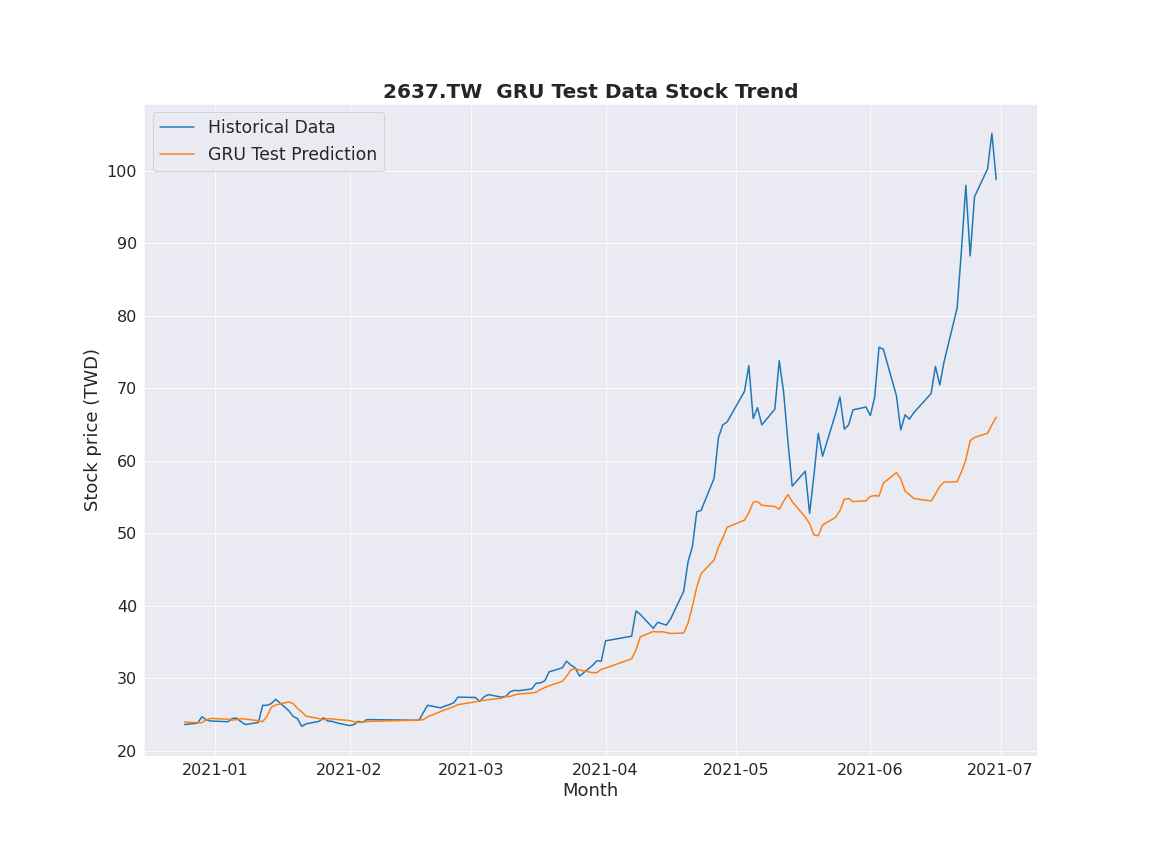 2637.TW  GRU Test Data Stock Trend
Historical Data
GRU Test Prediction
Stock price (TWD)
100
90
80
70
60
50
40
30
20
2021-01 2021-02 2021-03 2021-04 2021-05 2021-06 2021-07
Month